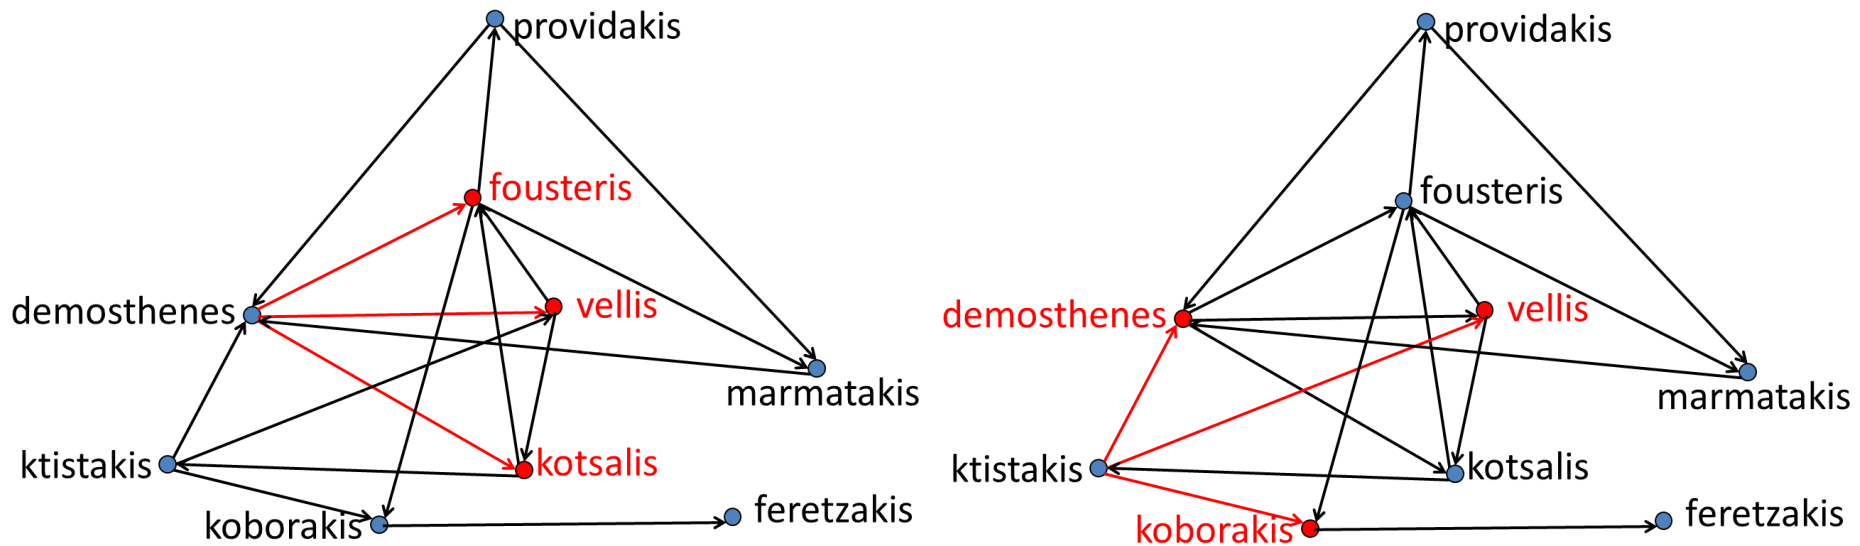 providakis
fousteris
demosthenes
vellis
marmatakis
ktistakis
kotsalis
koborakis
feretzakis
providakis
fousteris
demosthenes
vellis
marmatakis
ktistakis
kotsalis
koborakis
feretzakis